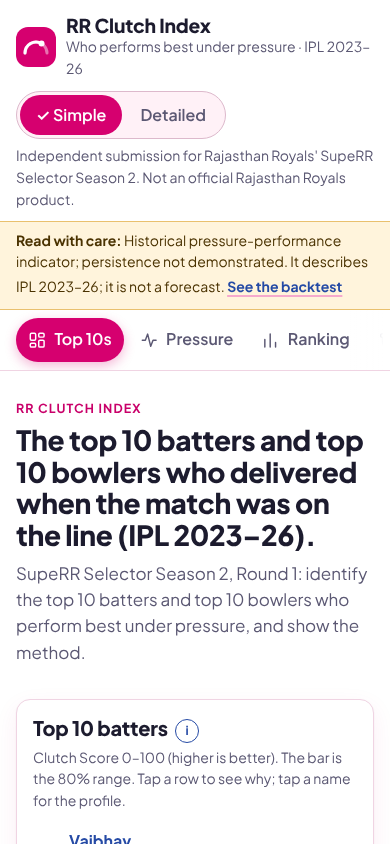 RR Clutch Index
Who performs best under pressure · IPL 2023–
26
✓ Simple
Detailed
Independent submission for Rajasthan Royals' SupeRR
Selector Season 2. Not an official Rajasthan Royals
product.
Read with care: Historical pressure-performance
indicator; persistence not demonstrated. It describes
IPL 2023–26; it is not a forecast. See the backtest
Top 10s
Pressure
Ranking
RR CLUTCH INDEX
The top 10 batters and top
10 bowlers who delivered
when the match was on
the line (IPL 2023–26).
SupeRR Selector Season 2, Round 1: identify
the top 10 batters and top 10 bowlers who
perform best under pressure, and show the
method.
Top 10 batters i
Clutch Score 0–100 (higher is better). The bar is
the 80% range. Tap a row to see why; tap a name
for the profile.
Vaibhav